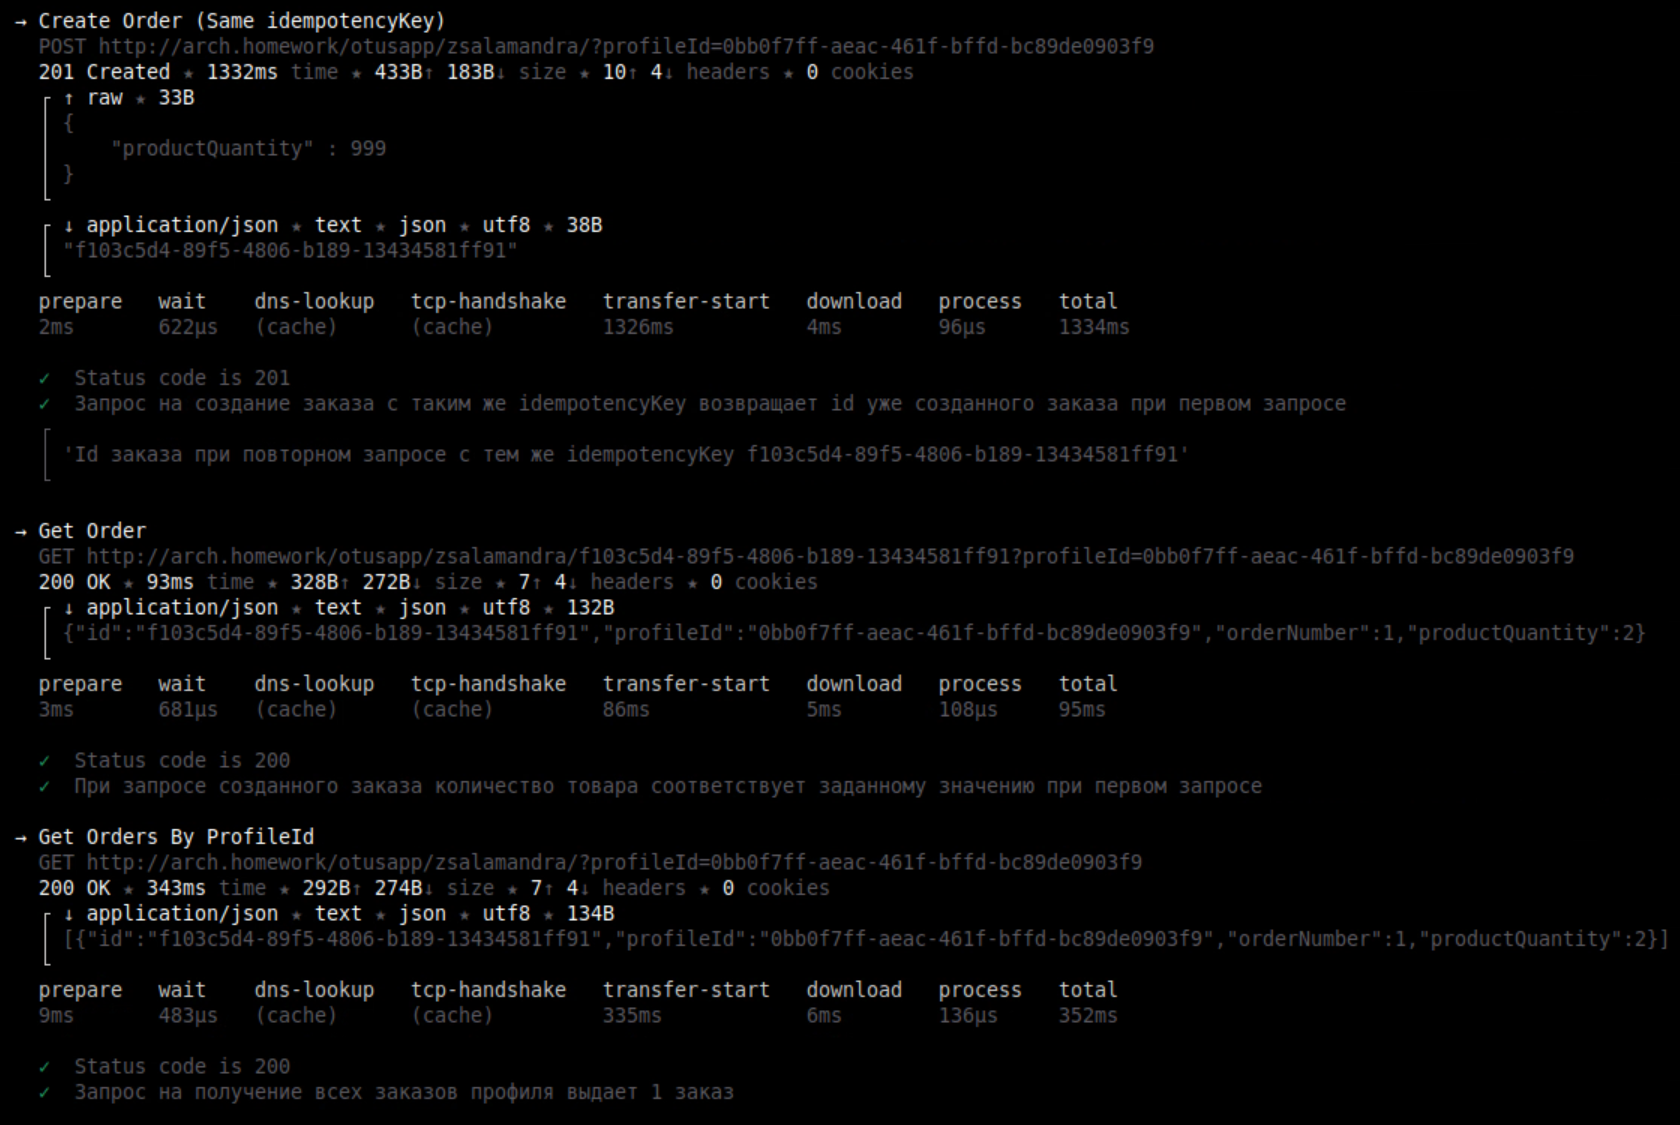 → Create Order (Same idempotencyKey)
POST http://arch.homework/otusapp/zsalamandra/?profileId=0bb0f7ff-aeac-461f-bffd-bc89de0903f9
201 Created ★ 1332ms time ★ 433B↑ 183B↓ size ★ 10↑ 4↓ headers ★ 0 cookies
↑ raw ★ 33B
{
"productQuantity" : 999
}
↓ application/json ★ text ★ json ★ utf8 ★ 38B
"f103c5d4-89f5-4806-b189-13434581ff91"
prepare wait dns-lookup tcp-handshake transfer-start download process total
2ms 622µs (cache) (cache) 1326ms 4ms 96µs 1334ms
✓ Status code is 201
✓ Запрос на создание заказа с таким же idempotencyKey возвращает id уже созданного заказа при первом запросе
'Id заказа при повторном запросе с тем же idempotencyKey f103c5d4-89f5-4806-b189-13434581ff91'
→ Get Order
GET http://arch.homework/otusapp/zsalamandra/f103c5d4-89f5-4806-b189-13434581ff91?profileId=0bb0f7ff-aeac-461f-bffd-bc89de0903f9
200 OK ★ 93ms time ★ 328B↑ 272B↓ size ★ 7↑ 4↓ headers ★ 0 cookies
↓ application/json ★ text ★ json ★ utf8 ★ 132B
{"id":"f103c5d4-89f5-4806-b189-13434581ff91","profileId":"0bb0f7ff-aeac-461f-bffd-bc89de0903f9","orderNumber":1,"productQuantity":2}
prepare wait dns-lookup tcp-handshake transfer-start download process total
3ms 681µs (cache) (cache) 86ms 5ms 108µs 95ms
✓ Status code is 200
✓ При запросе созданного заказа количество товара соответствует заданному значению при первом запросе
→ Get Orders By ProfileId
GET http://arch.homework/otusapp/zsalamandra/?profileId=0bb0f7ff-aeac-461f-bffd-bc89de0903f9
200 OK ★ 343ms time ★ 292B↑ 274B↓ size ★ 7↑ 4↓ headers ★ 0 cookies
↓ application/json ★ text ★ json ★ utf8 ★ 134B
[{"id":"f103c5d4-89f5-4806-b189-13434581ff91","profileId":"0bb0f7ff-aeac-461f-bffd-bc89de0903f9","orderNumber":1,"productQuantity":2}]
prepare wait dns-lookup tcp-handshake transfer-start download process total
9ms 483µs (cache) (cache) 335ms 6ms 136µs 352ms
✓ Status code is 200
✓ Запрос на получение всех заказов профиля выдает 1 заказ